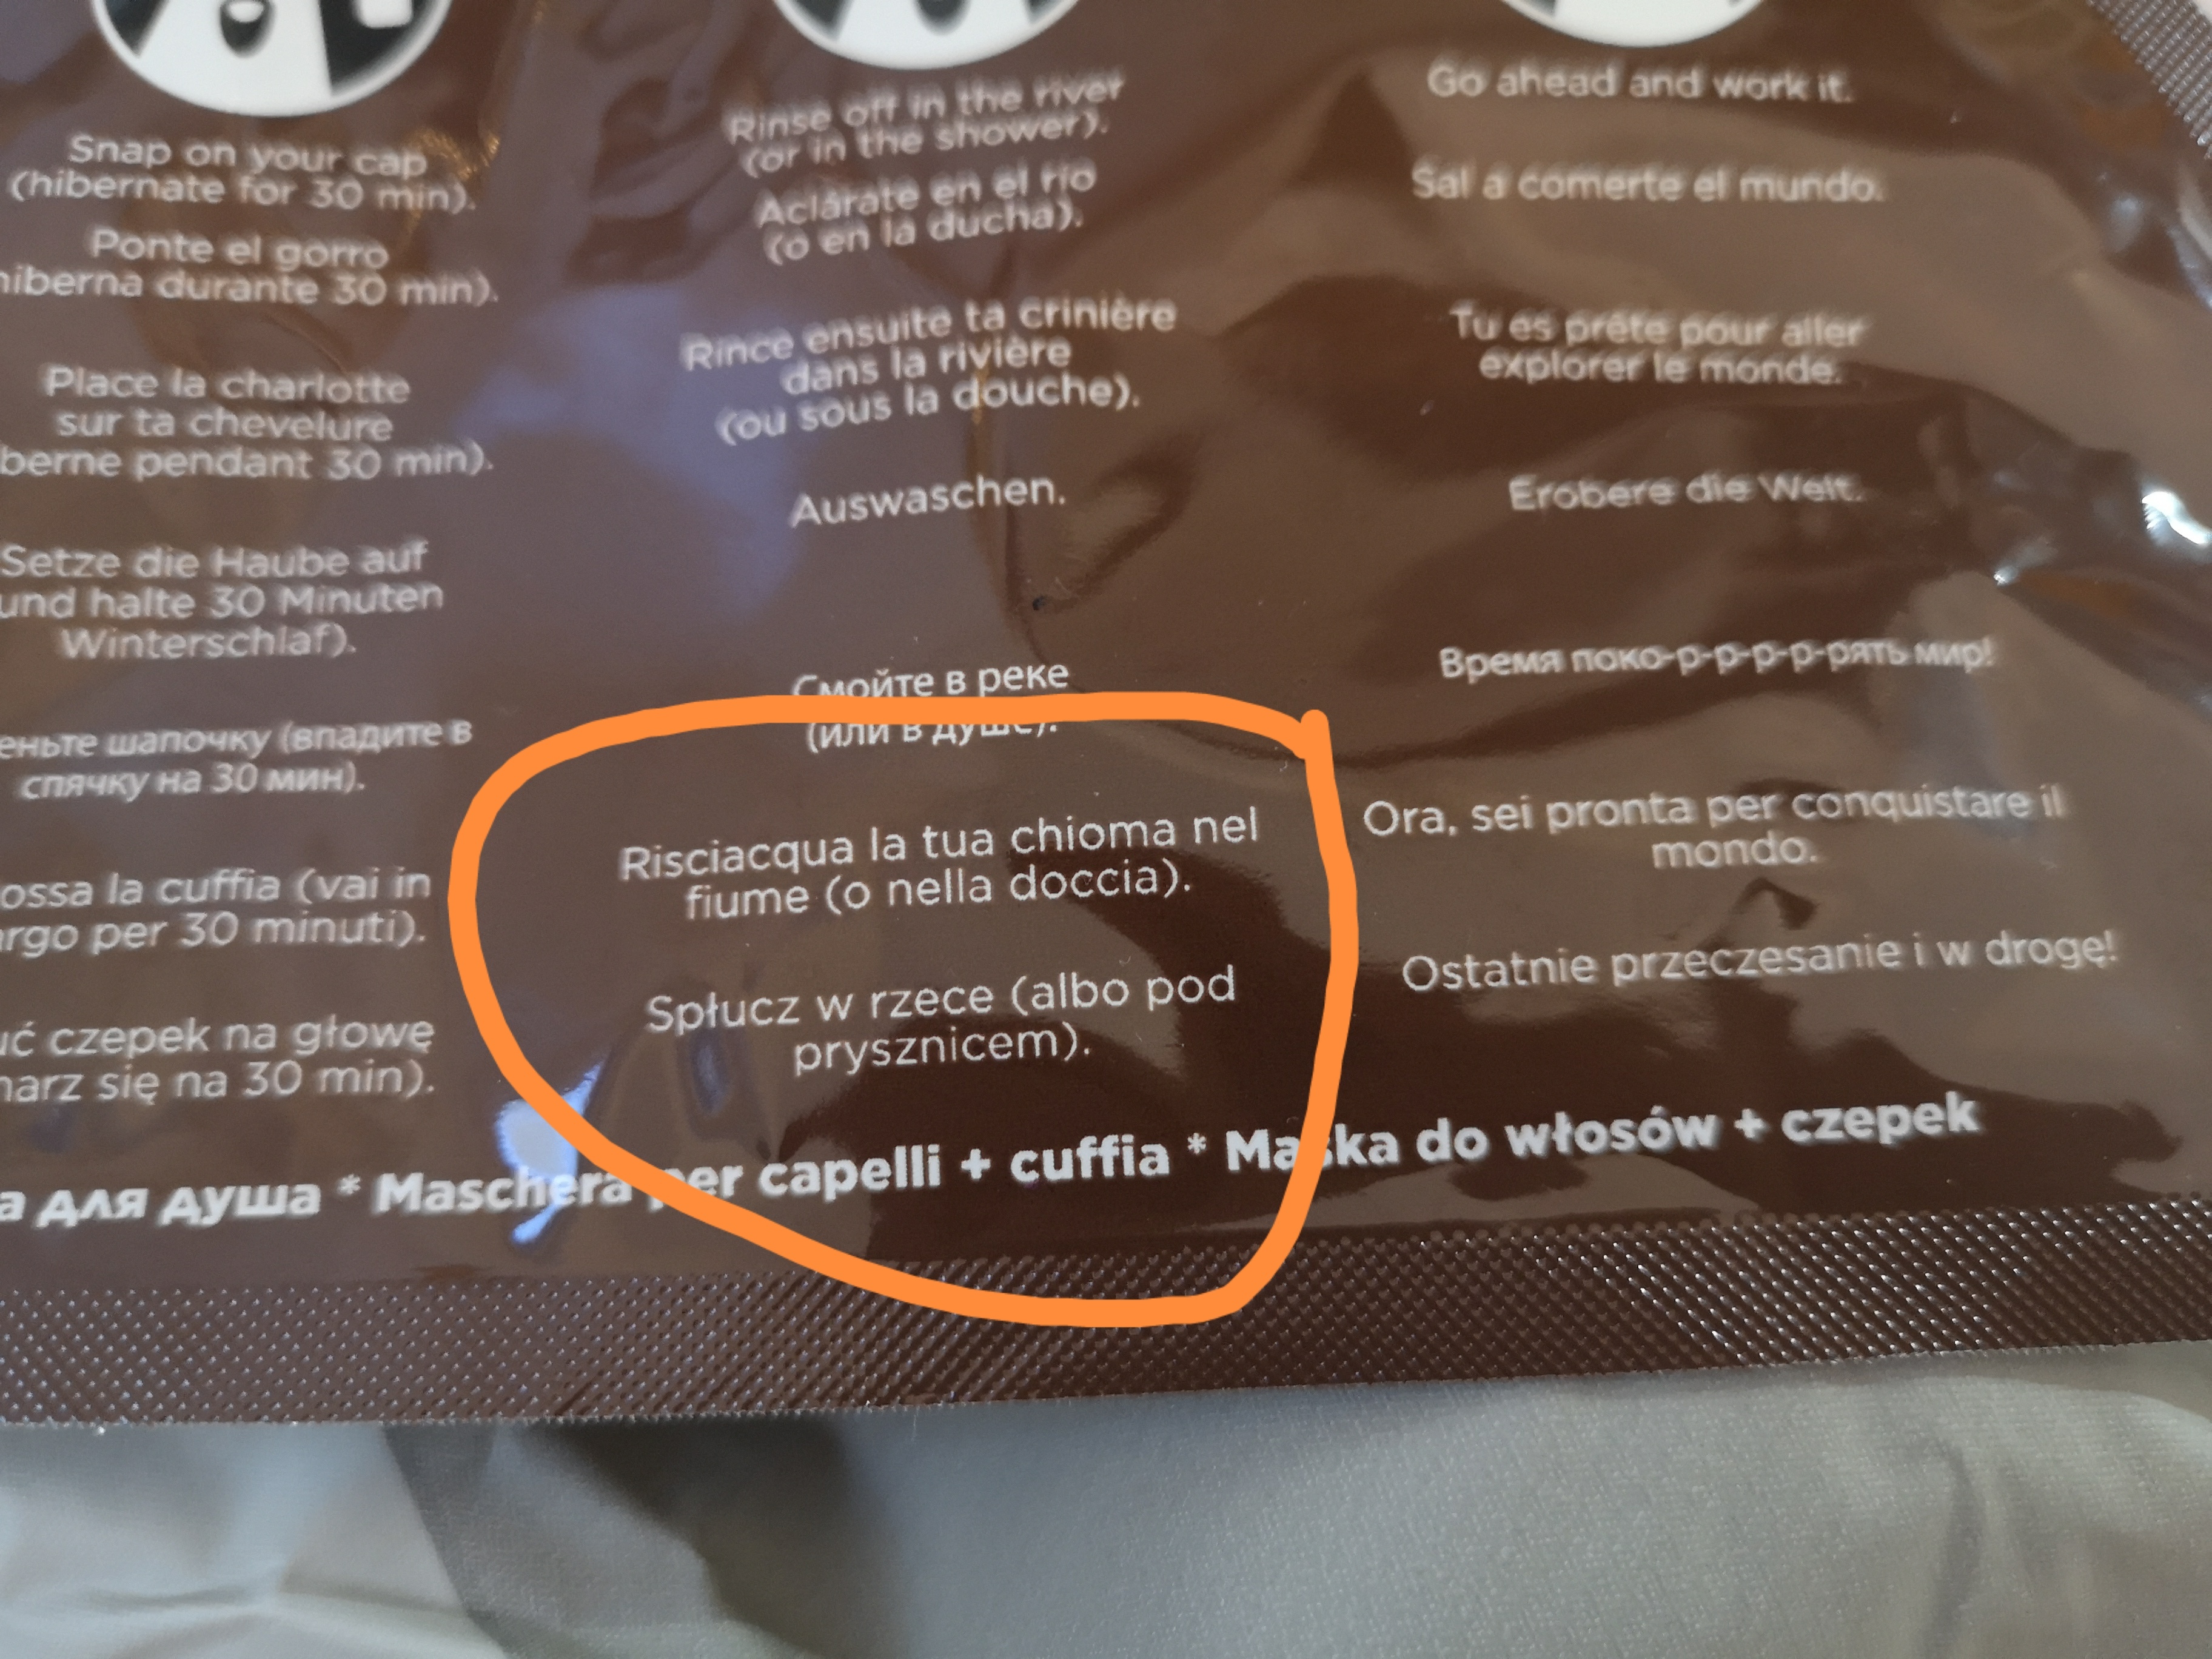 Snap on your cap
(hibernate for 30 min).
Ponte el gorro
hiberna durante 30 min).
Place la charlotte
sur ta chevelure
berne pendant 30 min).
Setze die Haube auf
und halte 30 Minuten
Winterschlaf).
еньте шапочку (впадите в
спячку на 30 мин).
ossa la cuffia (vai in
argo per 30 minuti).
uć czepek na głowę
marz się na 30 min).
Rinse off in the river
(or in the shower).
Aclárate en el río
(o en la ducha).
Rince ensuite ta crinière
dans la rivière
(ou sous la douche).
Auswaschen.
Смойте в реке
(или в душе).
Risciacqua la tua chioma nel
fiume (o nella doccia).
Spłucz w rzece (albo pod
prysznicem).
Go ahead and work it.
Sal a comerte el mundo.
Tu es prête pour aller
explorer le monde.
Erobere die Welt.
Время поко-р-р-р-р-рять мир!
Ora, sei pronta per conquistare il
mondo.
Ostatnie przeczesanie i w drogę!
а для душа * Maschera per capelli + cuffia * Maska do włosów + czepek